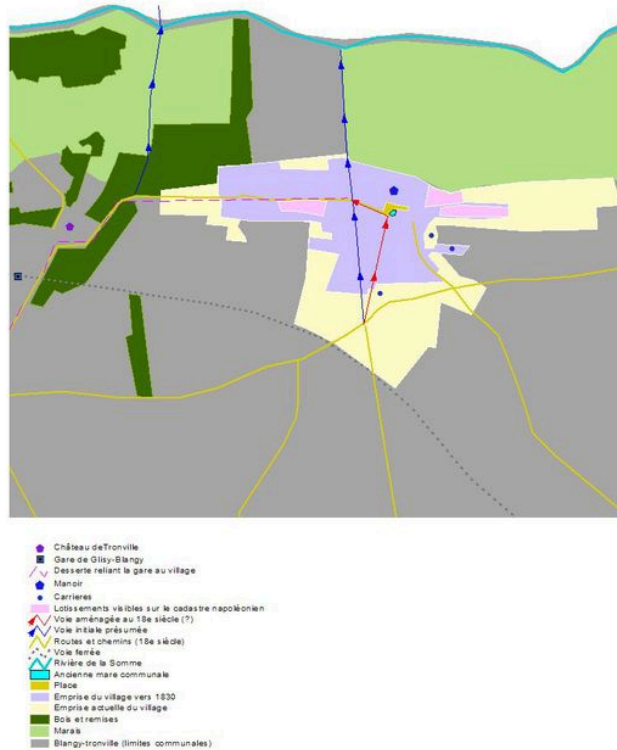 Château deTronville
Gare de Glisy-Blangy
Desserte reliant la gare au village
Manoir
Carrieres
Lotissements visibles sur le cadastre napoléonien
Voie aménagée au 18e siècle (?)
Voie initiale présumée
Routes et chemins (18e siècle)
Voie ferrée
Rivière de la Somme
Ancienne mare communale
Place
Emprise du village vers 1830
Emprise actuelle du village
Bois et remises
Marais
Blangy-tronville (limites communales)